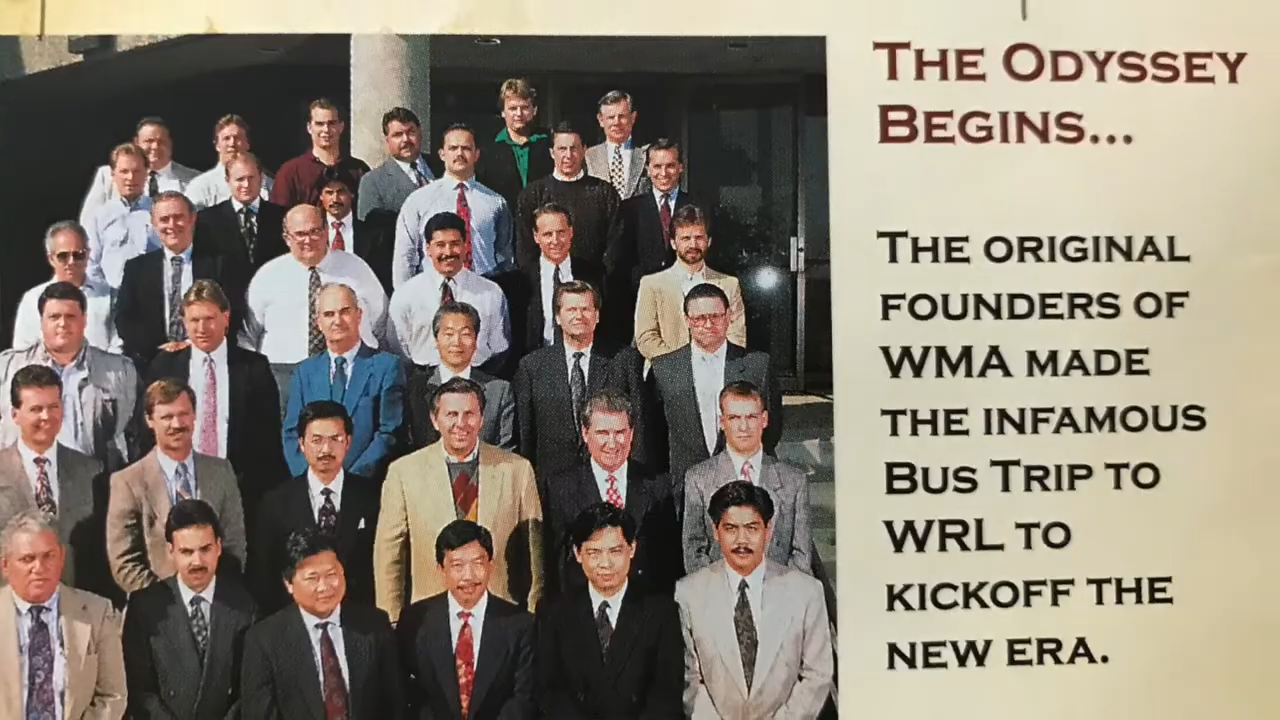 THE ODYSSEY
BEGINS...
THE ORIGINAL
FOUNDERS OF
WMA MADE
THE INFAMOUS
BUS TRIP TO
WRL TO
KICKOFF THE
NEW ERA.